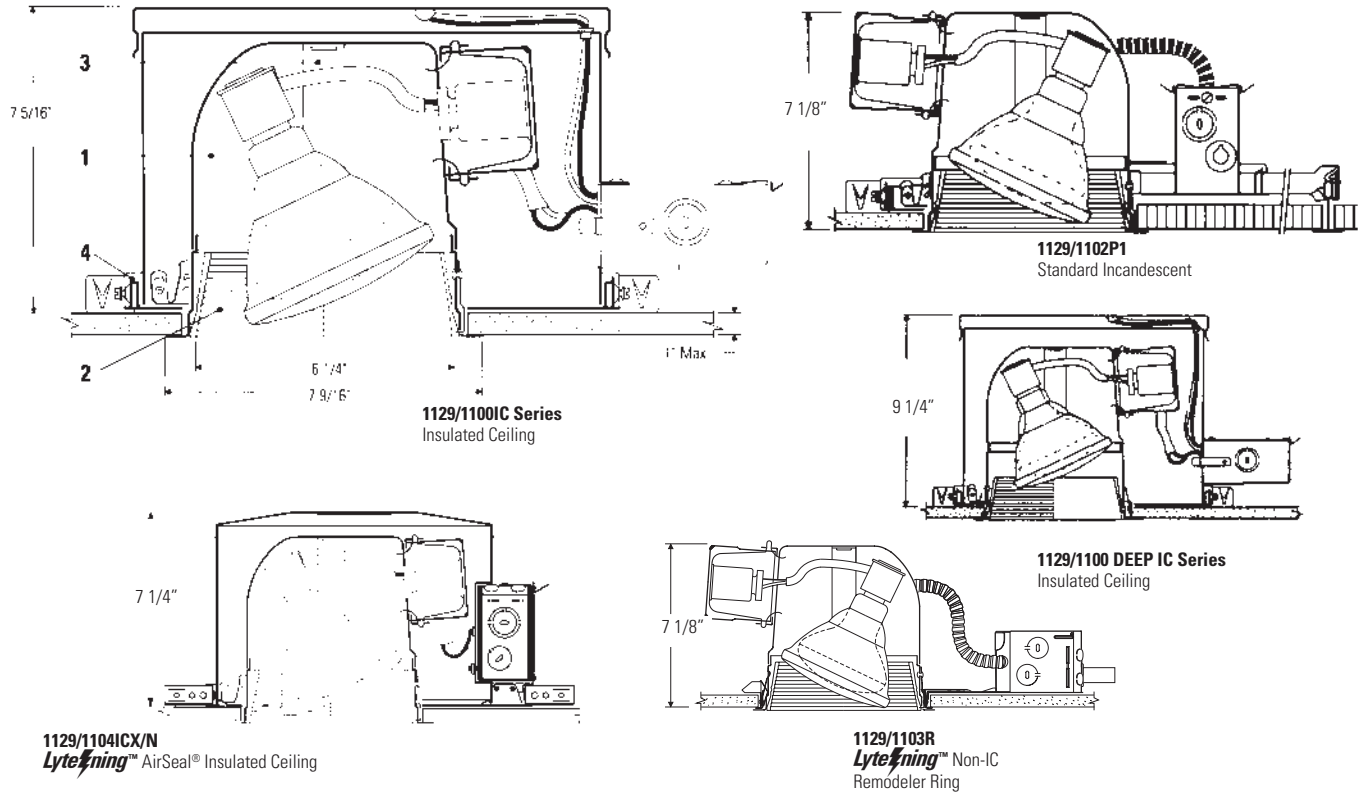 3
7 5/16"
1
4
2
6 1/4"
7 9/16"
1" Max
1129/1100IC Series
Insulated Ceiling
7 1/8”
1129/1102P1
Standard Incandescent
9 1/4”
1129/1100 DEEP IC Series
Insulated Ceiling
7 1/4”
1129/1104ICX/N
Lytening™ AirSeal® Insulated Ceiling
7 1/8”
1129/1103R
Lytening™ Non-IC
Remodeler Ring